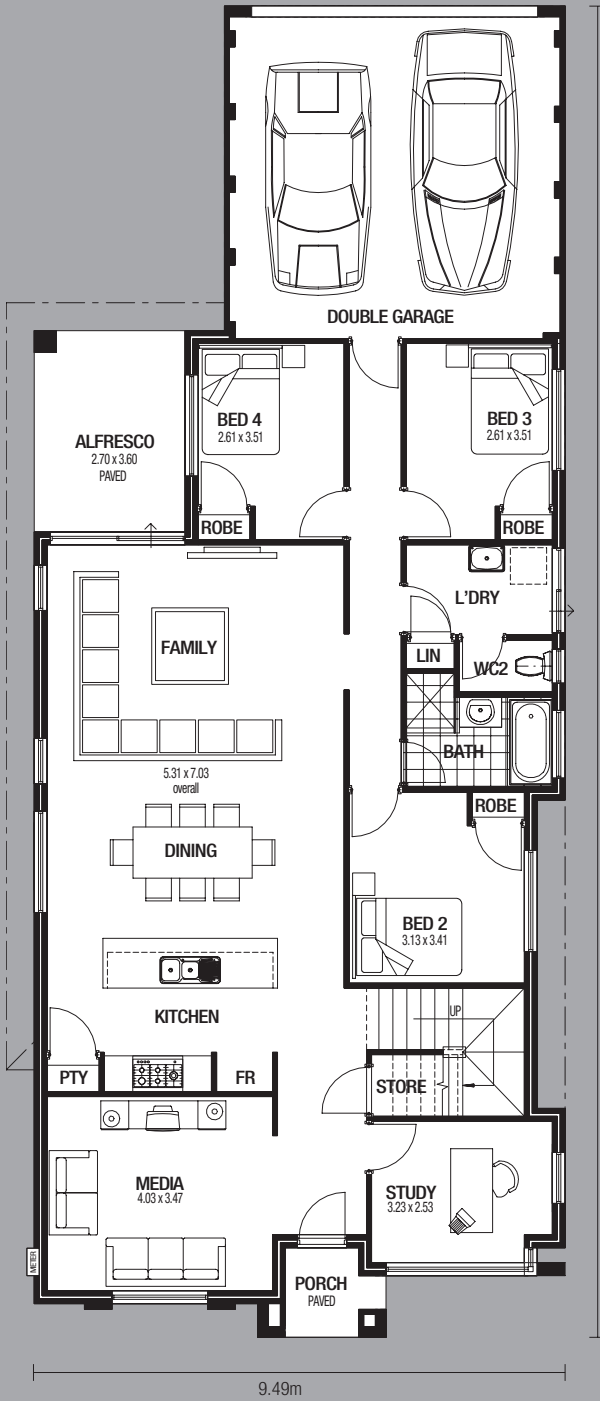 DOUBLE GARAGE
BED 4
2.61 x 3.51
BED 3
2.61 x 3.51
ALFRESCO
2.70 x 3.60
PAVED
ROBE
ROBE
L'DRY
FAMILY
LIN
WC2
BATH
5.31 x 7.03
overall
ROBE
DINING
BED 2
3.13 x 3.41
UP
KITCHEN
PTY
FR
STORE
MEDIA
4.03 x 3.47
STUDY
3.23 x 2.53
METER
PORCH
PAVED
9.49m